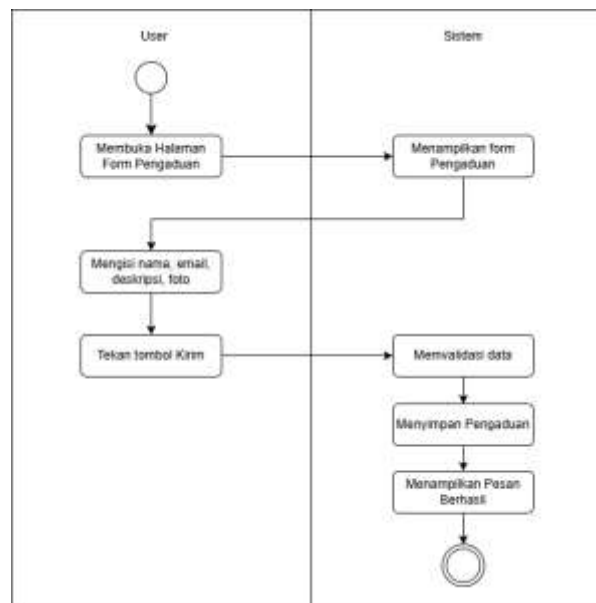 User
Sistem
Membuka Halaman
Form Pengaduan
Menampilkan form
Pengaduan
Mengisi nama, email,
deskripsi, foto
Tekan tombol Kirim
Memvalidasi data
Menyimpan Pengaduan
Menampilkan Pesan
Berhasil